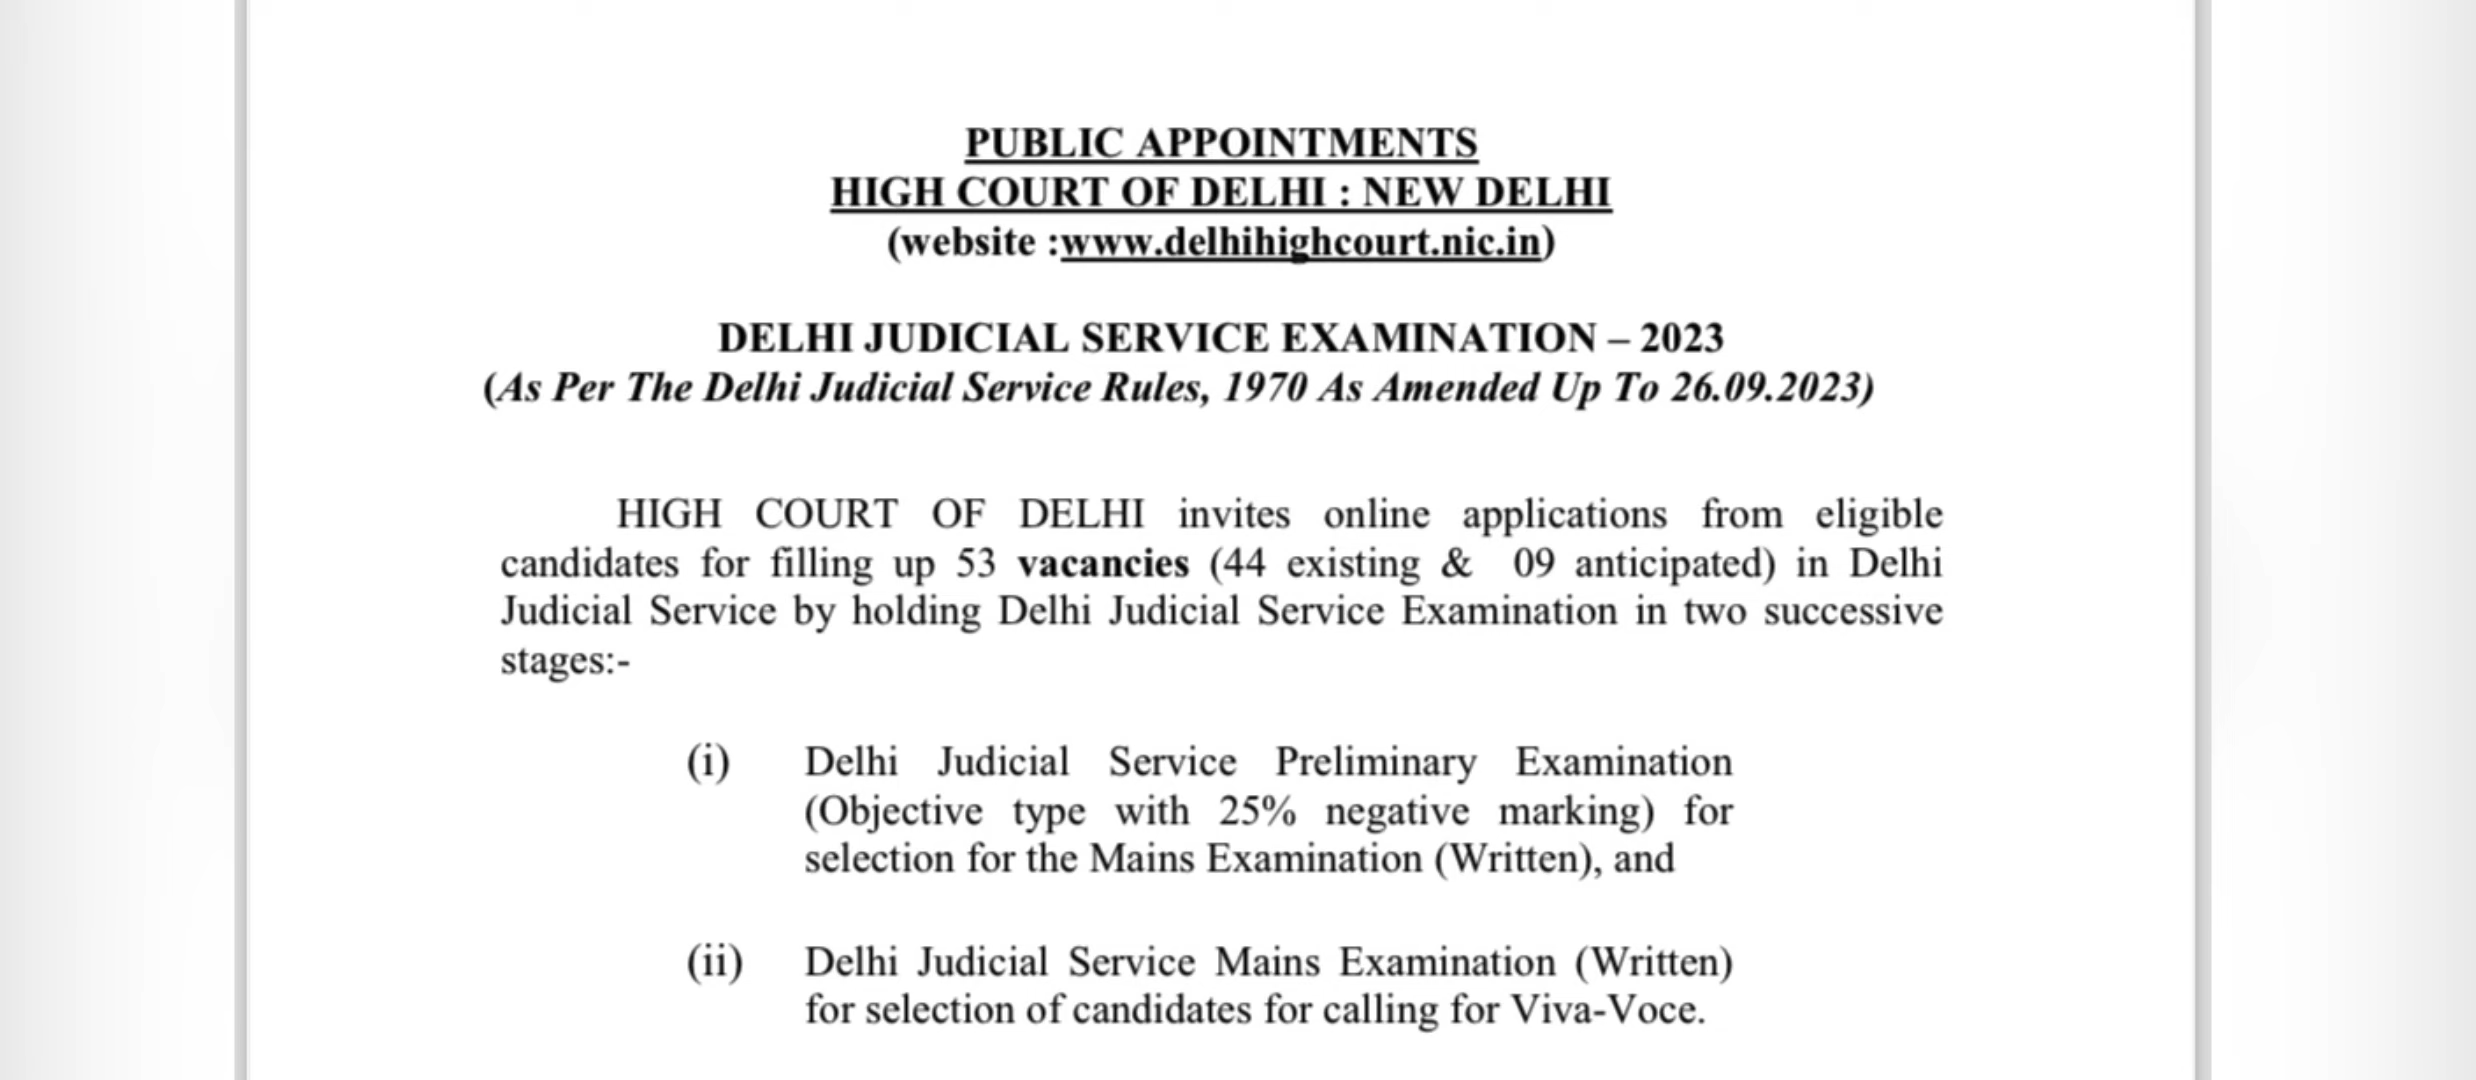 PUBLIC APPOINTMENTS
HIGH COURT OF DELHI : NEW DELHI
(website :www.delhihighcourt.nic.in)
DELHI JUDICIAL SERVICE EXAMINATION – 2023
(As Per The Delhi Judicial Service Rules, 1970 As Amended Up To 26.09.2023)
HIGH COURT OF DELHI invites online applications from eligible
candidates for filling up 53 vacancies (44 existing & 09 anticipated) in Delhi
Judicial Service by holding Delhi Judicial Service Examination in two successive
stages:-
(i) Delhi Judicial Service Preliminary Examination
(Objective type with 25% negative marking) for
selection for the Mains Examination (Written), and
(ii) Delhi Judicial Service Mains Examination (Written)
for selection of candidates for calling for Viva-Voce.